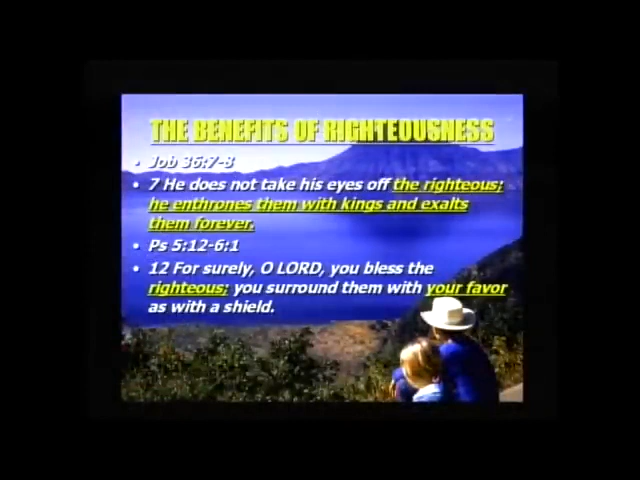 THE BENEFITS OF RIGHTEOUSNESS
• Job 36:7-8
• 7 He does not take his eyes off the righteous;
he enthrones them with kings and exalts
them forever.
• Ps 5:12-6:1
• 12 For surely, O LORD, you bless the
righteous; you surround them with your favor
as with a shield.